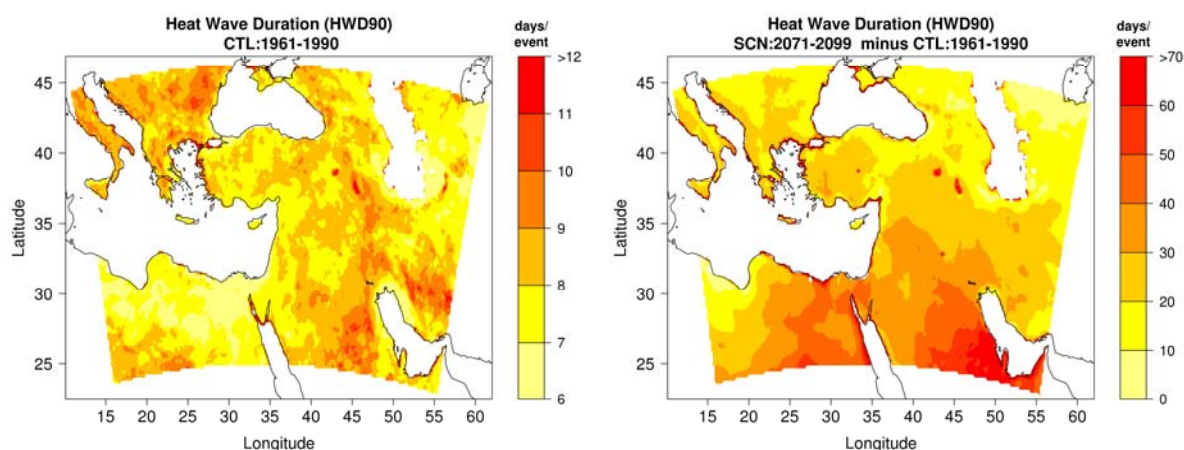 Heat Wave Duration (HWD90)
CTL:1961-1990
days/
event
>12
11
10
9
8
7
6
45
40
35
30
25
Latitude
15 20 25 30 35 40 45 50 55 60
Longitude
Heat Wave Duration (HWD90)
SCN:2071-2099 minus CTL:1961-1990
days/
event
>70
60
50
40
30
20
10
0
45
40
35
30
25
Latitude
15 20 25 30 35 40 45 50 55 60
Longitude